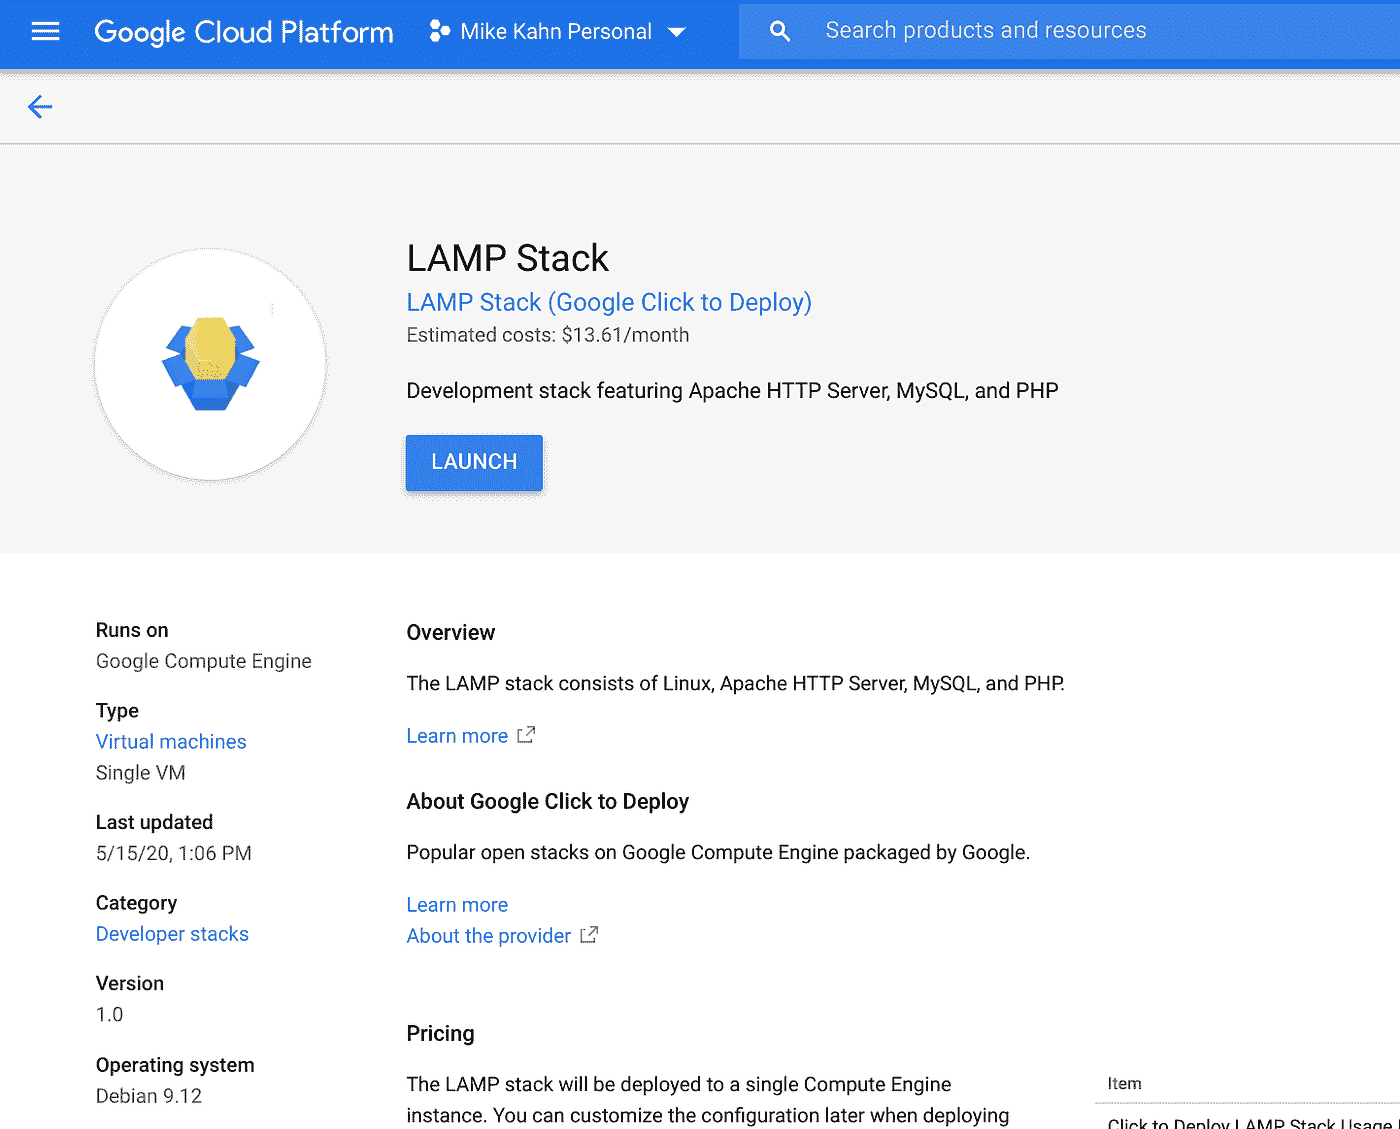 Google Cloud Platform
Mike Kahn Personal
Search products and resources
LAMP Stack
LAMP Stack (Google Click to Deploy)
Estimated costs: $13.61/month
Development stack featuring Apache HTTP Server, MySQL, and PHP
LAUNCH
Runs on
Google Compute Engine
Type
Virtual machines
Single VM
Last updated
5/15/20, 1:06 PM
Category
Developer stacks
Version
1.0
Operating system
Debian 9.12
Overview
The LAMP stack consists of Linux, Apache HTTP Server, MySQL, and PHP.
Learn more
About Google Click to Deploy
Popular open stacks on Google Compute Engine packaged by Google.
Learn more
About the provider
Pricing
The LAMP stack will be deployed to a single Compute Engine
instance. You can customize the configuration later when deploying
Item
Click to Deploy LAMP Stack Usage